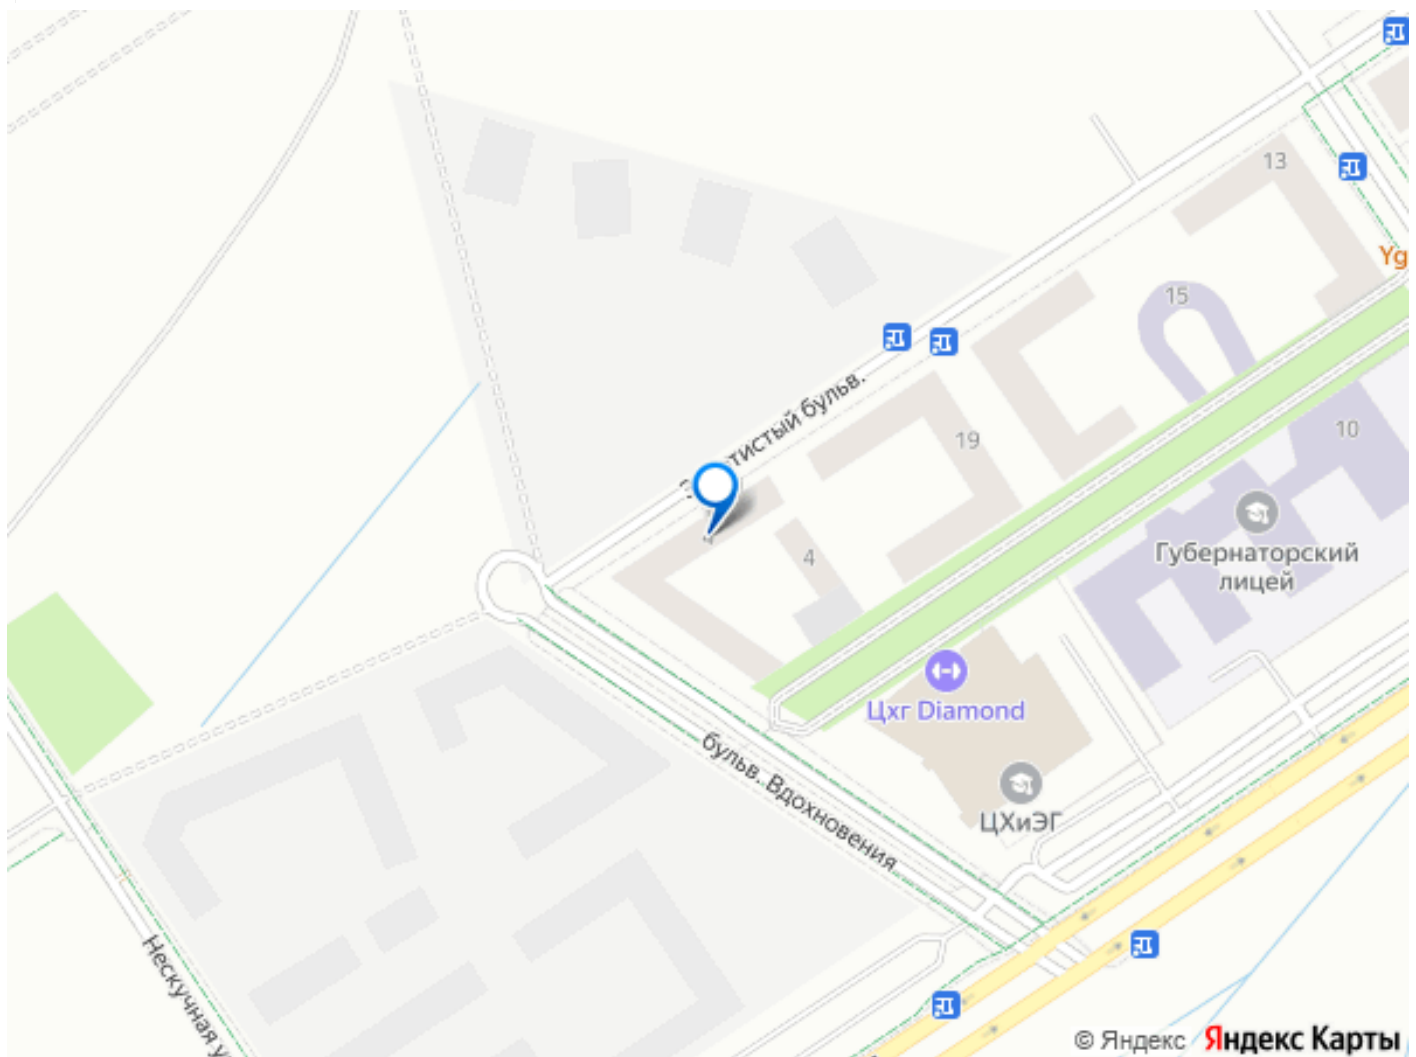 13
Yg
15
тистый бульв.
19
10
4
4
Губернаторский
лицей
Цхг Diamond
бульв. Вдохновения
ЦХиЭГ
Нескучная у
© Яндекс Яндекс Карты